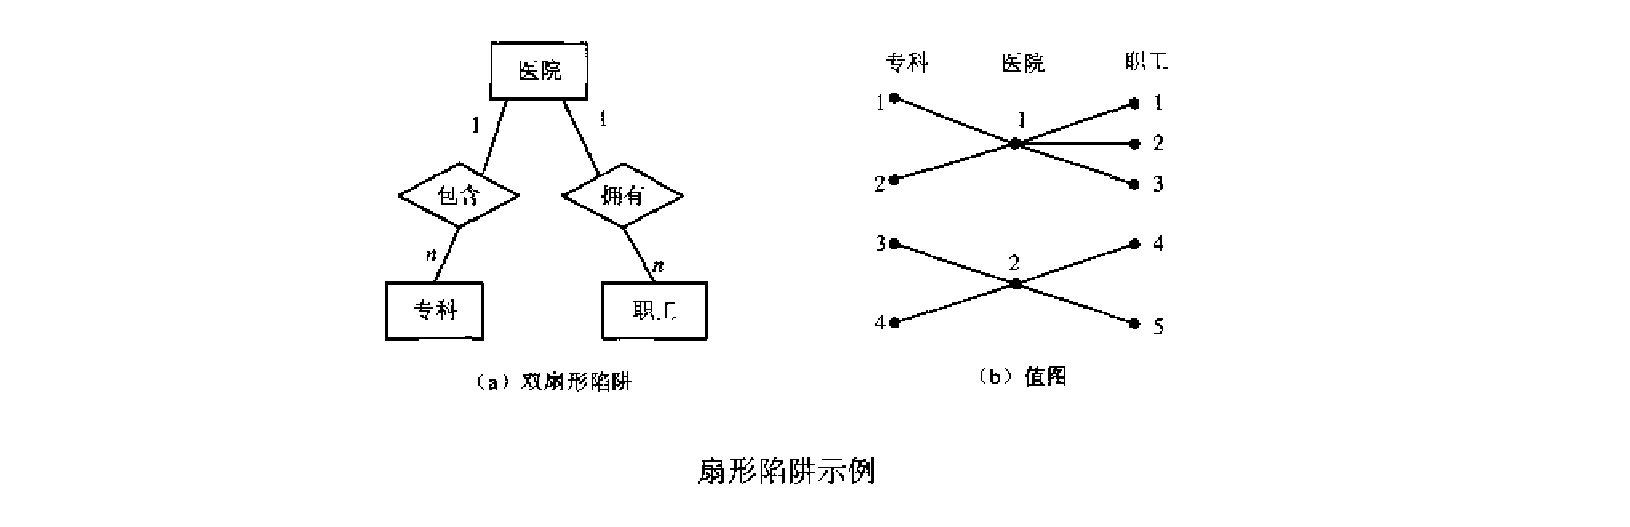 医院
1 1
包含 拥有
n n
专科 职工
(a) 双扇形陷阱
专科 医院 职工
1 1 1
2
2 3
3 2 4
4 5
(b) 值图
扇形陷阱示例